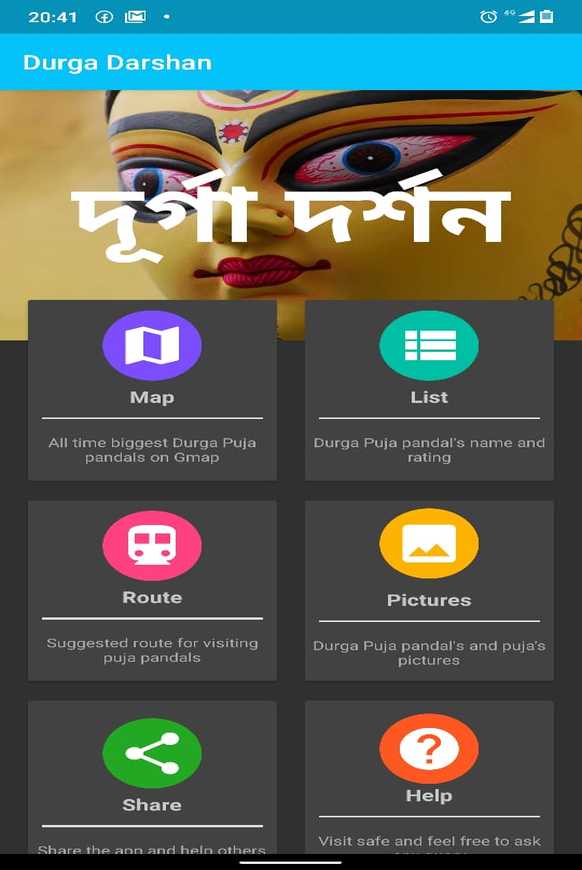 20:41
4G
Durga Darshan
দূর্গা দর্শন
Map
All time biggest Durga Puja
pandals on Gmap
List
Durga Puja pandal's name and
rating
Route
Suggested route for visiting
puja pandals
Pictures
Durga Puja pandal's and puja's
pictures
Share
Share the app and help others
Help
Visit safe and feel free to ask